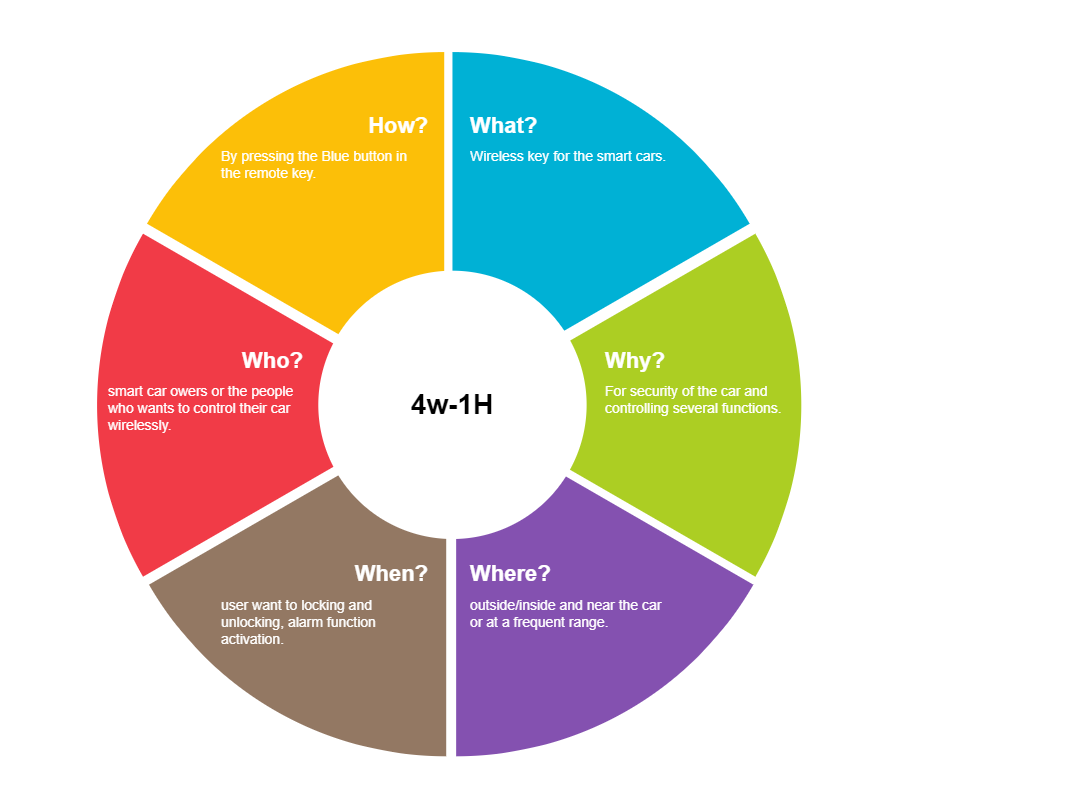 How?
By pressing the Blue button in
the remote key.
What?
Wireless key for the smart cars.
Who?
smart car owers or the people
who wants to control their car
wirelessly.
4w-1H
Why?
For security of the car and
controlling several functions.
When?
user want to locking and
unlocking, alarm function
activation.
Where?
outside/inside and near the car
or at a frequent range.